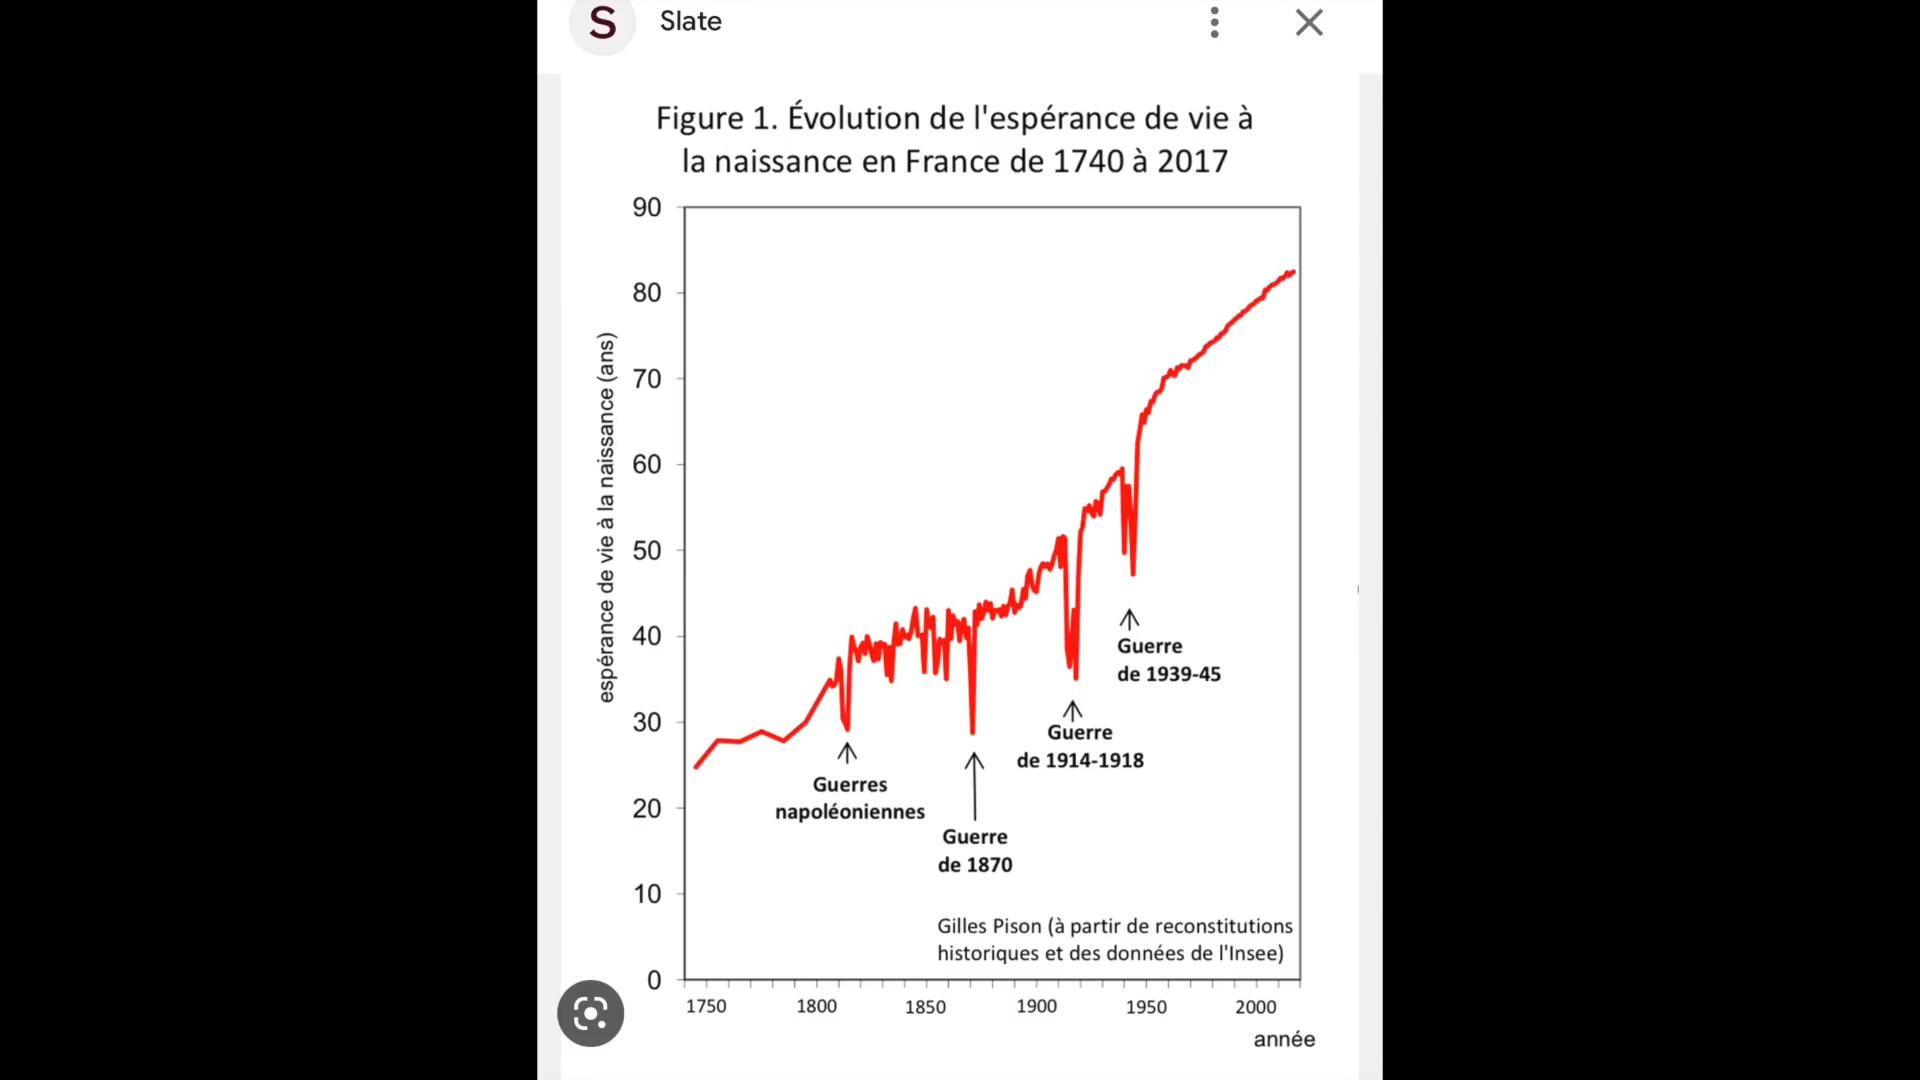 S Slate
Figure 1. Évolution de l'espérance de vie à
la naissance en France de 1740 à 2017
90
80
70
60
50
40
30
20
10
0
espérance de vie à la naissance (ans)
Guerre
de 1939-45
Guerre
de 1914-1918
Guerres
napoléoniennes
Guerre
de 1870
Gilles Pison (à partir de reconstitutions
historiques et des données de l'Insee)
1750 1800 1850 1900 1950 2000
année